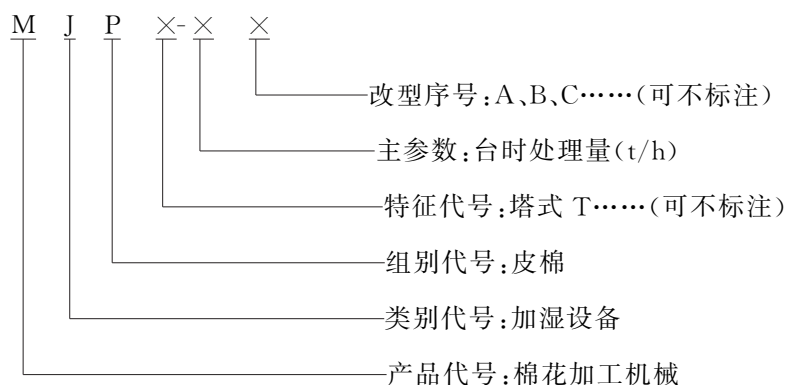 M J P ×-× ×
改型序号:A、B、C……(可不标注)
主参数:台时处理量(t/h)
特征代号:塔式 T……(可不标注)
组别代号:皮棉
类别代号:加湿设备
产品代号:棉花加工机械